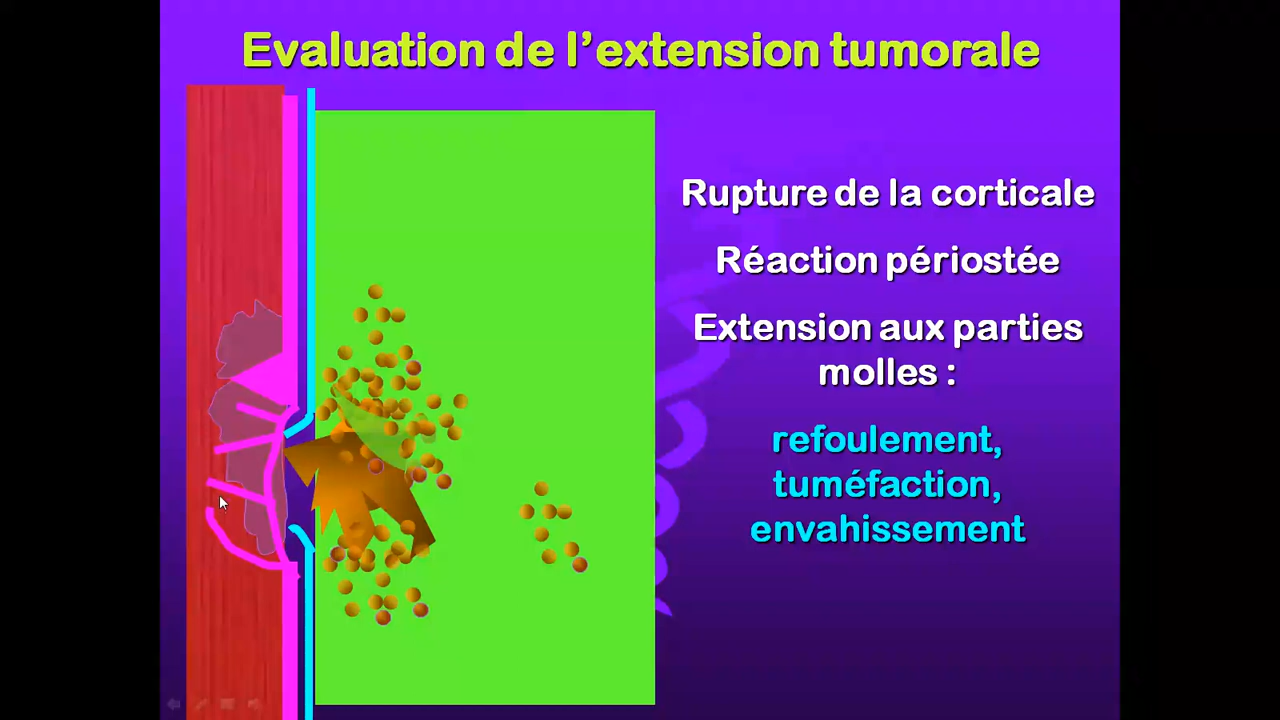 Evaluation de l’extension tumorale
Rupture de la corticale
Réaction périostée
Extension aux parties
molles :
refoulement,
tuméfaction,
envahissement